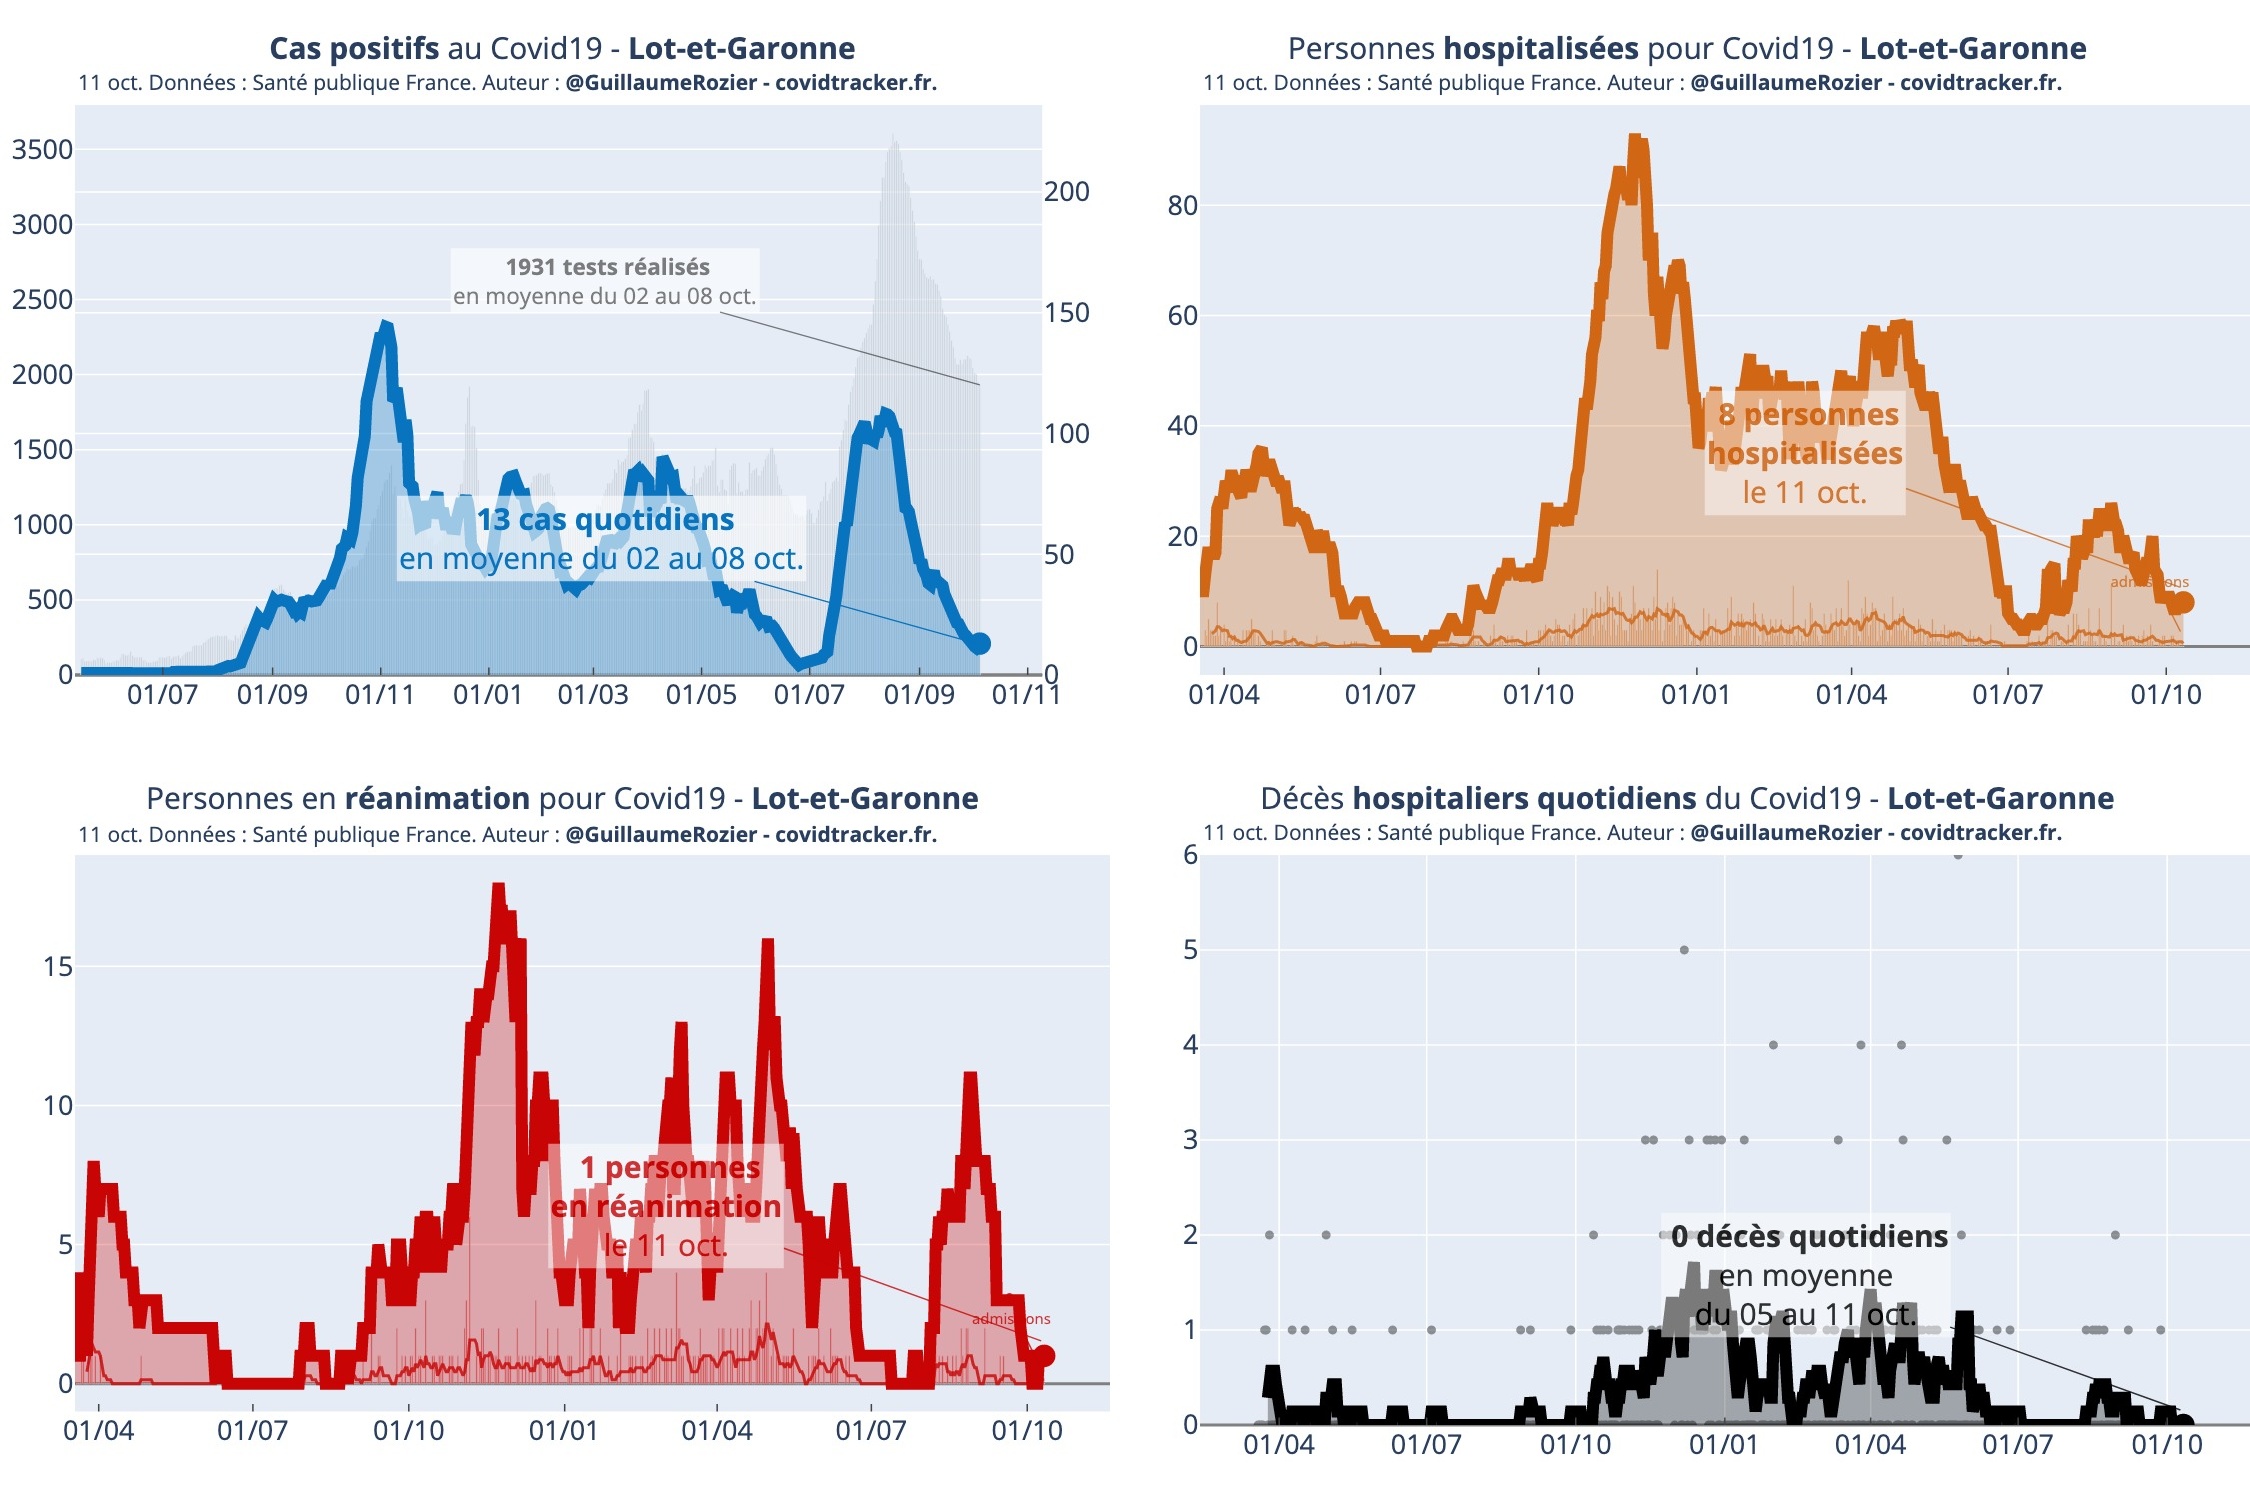 Cas positifs au Covid19 - Lot-et-Garonne
11 oct. Données : Santé publique France. Auteur : @GuillaumeRozier - covidtracker.fr.
3500
3000
2500
2000
1500
1000
500
0
200
150
100
50
0
1931 tests réalisés
en moyenne du 02 au 08 oct.
13 cas quotidiens
en moyenne du 02 au 08 oct.
01/07 01/09 01/11 01/01 01/03 01/05 01/07 01/09 01/11
Personnes hospitalisées pour Covid19 - Lot-et-Garonne
11 oct. Données : Santé publique France. Auteur : @GuillaumeRozier - covidtracker.fr.
80
60
40
20
0
8 personnes
hospitalisées
le 11 oct.
admissions
01/04 01/07 01/10 01/01 01/04 01/07 01/10
Personnes en réanimation pour Covid19 - Lot-et-Garonne
11 oct. Données : Santé publique France. Auteur : @GuillaumeRozier - covidtracker.fr.
15
10
5
0
1 personnes
en réanimation
le 11 oct.
admissions
01/04 01/07 01/10 01/01 01/04 01/07 01/10
Décès hospitaliers quotidiens du Covid19 - Lot-et-Garonne
11 oct. Données : Santé publique France. Auteur : @GuillaumeRozier - covidtracker.fr.
6
5
4
3
2
1
0
0 décès quotidiens
en moyenne
du 05 au 11 oct.
01/04 01/07 01/10 01/01 01/04 01/07 01/10